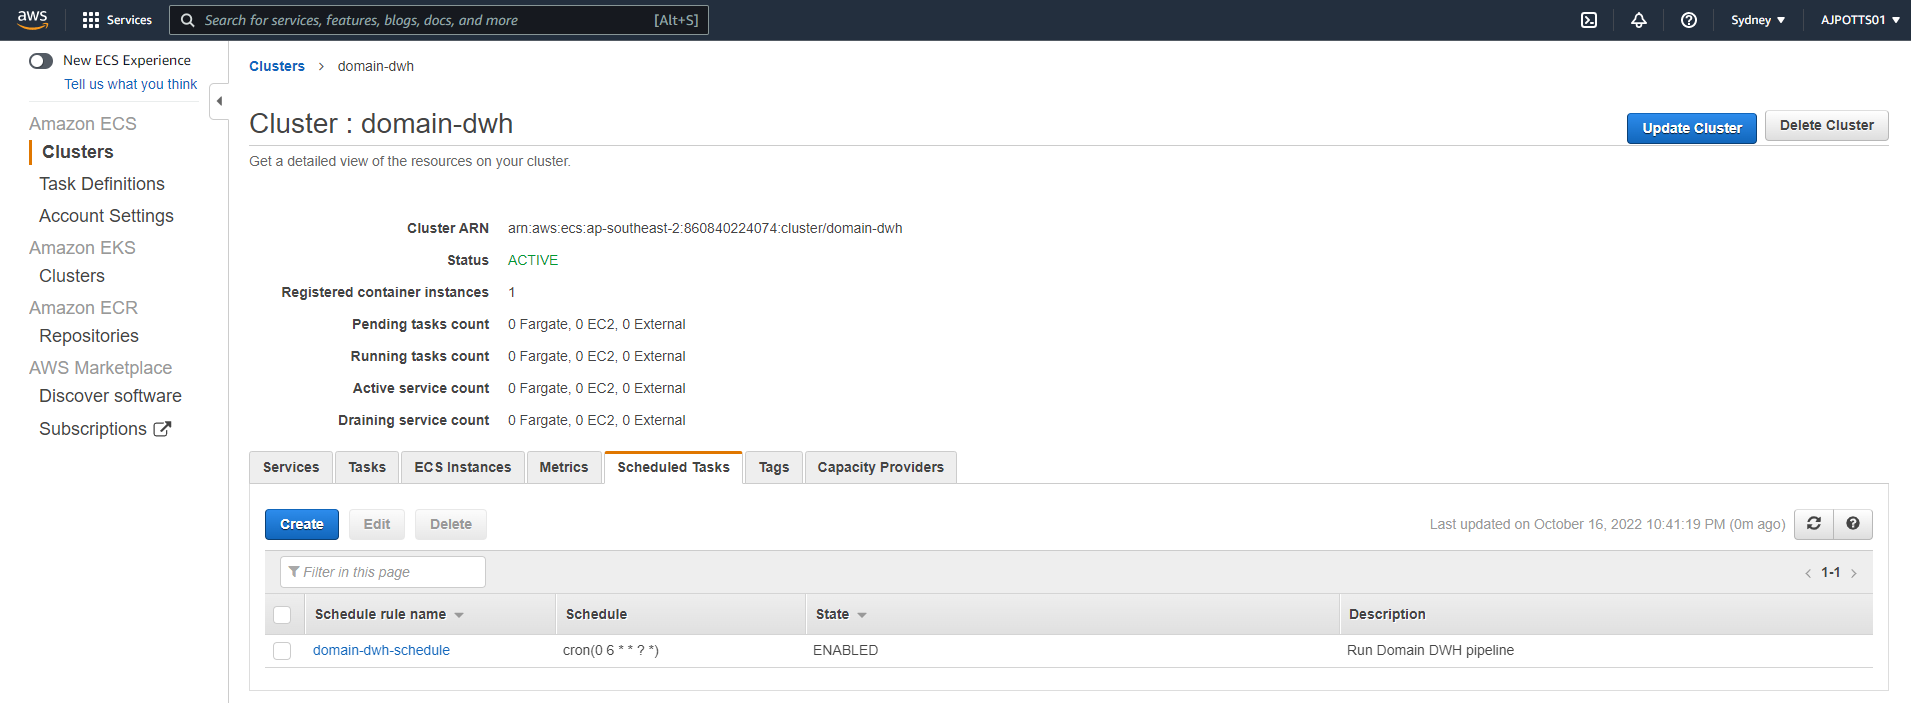 aws
Services
Search for services, features, blogs, docs, and more
[Alt+S]
Sydney
AJPOTTS01
New ECS Experience
Tell us what you think
Amazon ECS
Clusters
Task Definitions
Account Settings
Amazon EKS
Clusters
Amazon ECR
Repositories
AWS Marketplace
Discover software
Subscriptions
Clusters > domain-dwh
Cluster : domain-dwh
Update Cluster
Delete Cluster
Get a detailed view of the resources on your cluster.
Cluster ARN arn:aws:ecs:ap-southeast-2:860840224074:cluster/domain-dwh
Status ACTIVE
Registered container instances 1
Pending tasks count 0 Fargate, 0 EC2, 0 External
Running tasks count 0 Fargate, 0 EC2, 0 External
Active service count 0 Fargate, 0 EC2, 0 External
Draining service count 0 Fargate, 0 EC2, 0 External
Services Tasks ECS Instances Metrics Scheduled Tasks Tags Capacity Providers
Create Edit Delete
Last updated on October 16, 2022 10:41:19 PM (0m ago)
Filter in this page
< 1-1 >
Schedule rule name Schedule State Description
domain-dwh-schedule cron(0 6 * * ? *) ENABLED Run Domain DWH pipeline